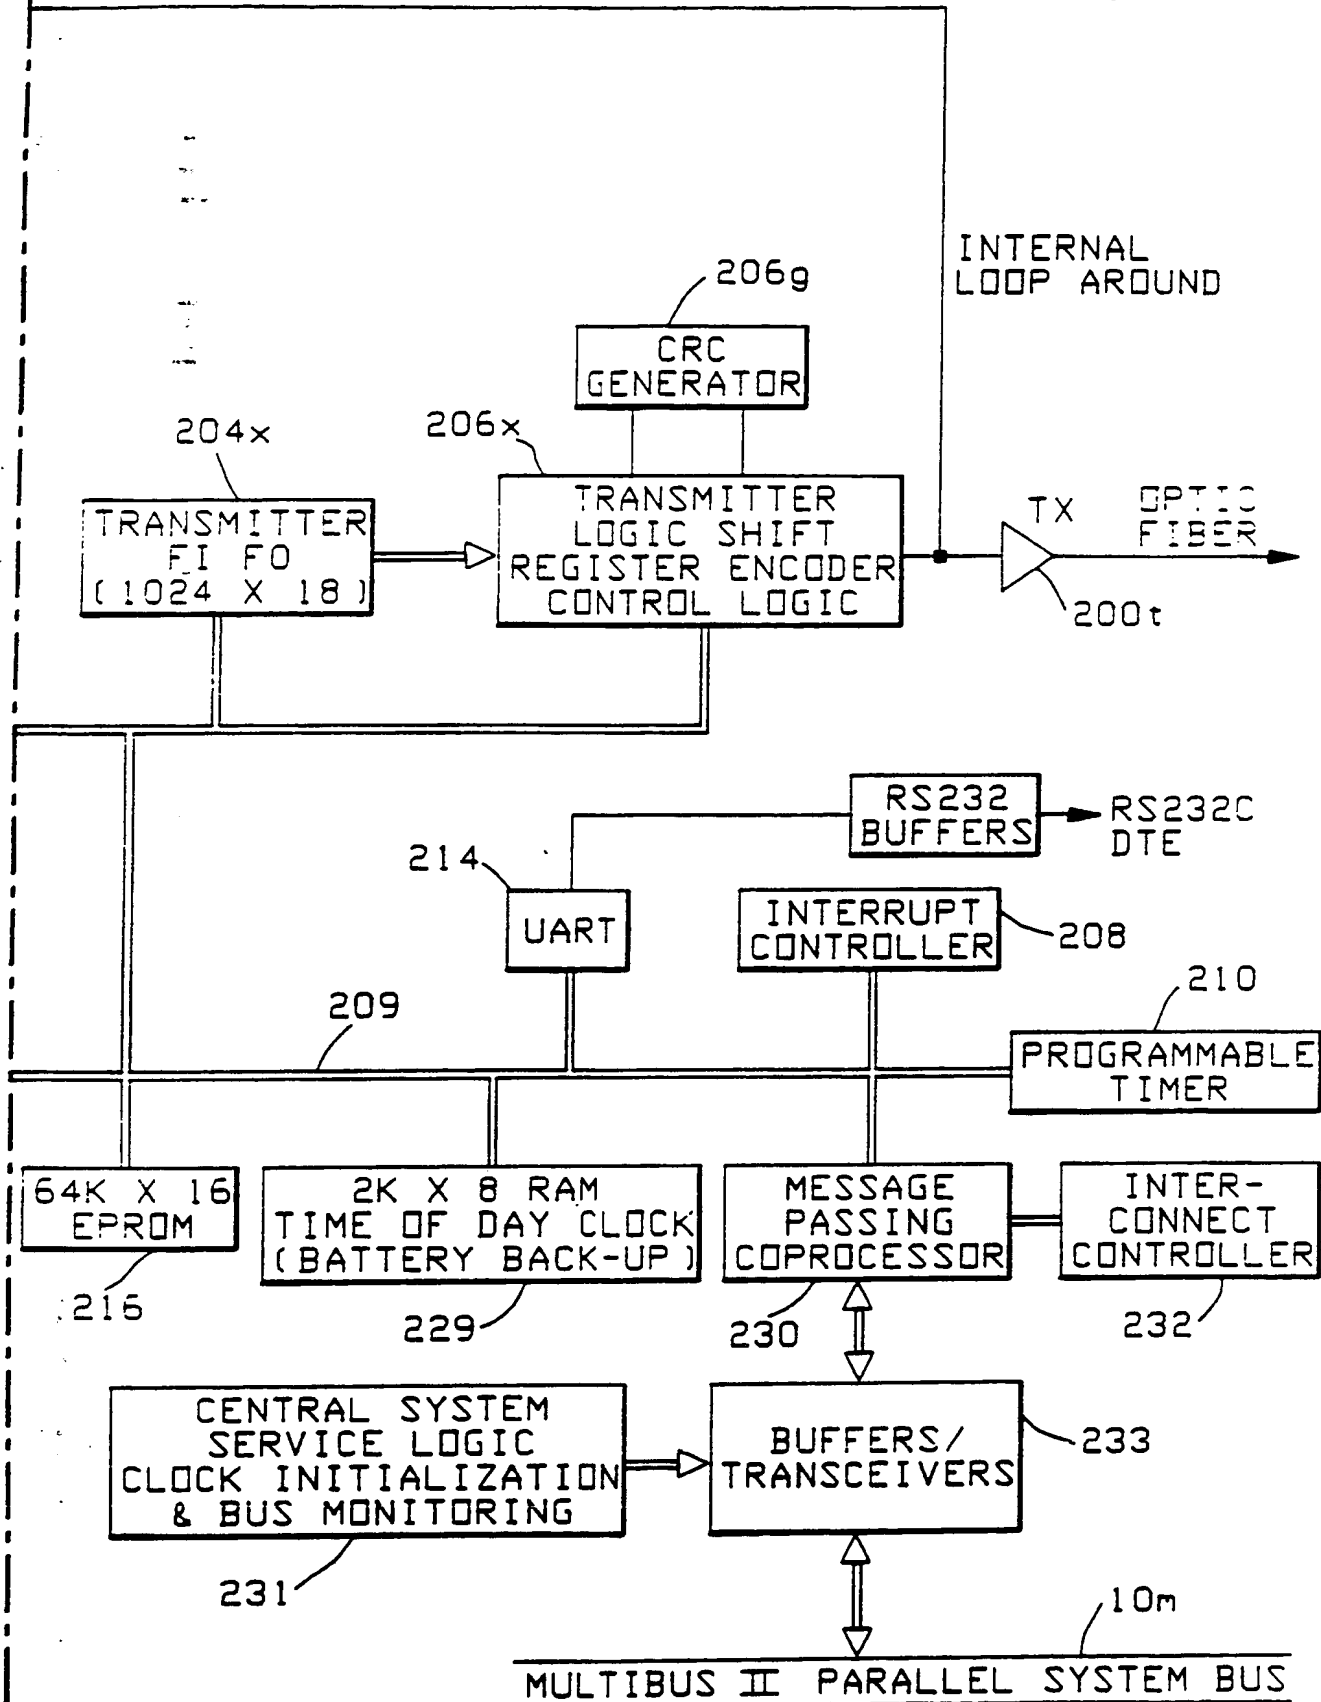 INTERNAL
LOOP AROUND
206g
CRC
GENERATOR
204x
206x
TRANSMITTER
FI FO
(1024 X 18)
TRANSMITTER
LOGIC SHIFT
REGISTER ENCODER
CONTROL LOGIC
TX
OPTIC
FIBER
200t
RS232
BUFFERS
RS232C
DTE
214
UART
INTERRUPT
CONTROLLER
208
209
210
PROGRAMMABLE
TIMER
64K X 16
EPROM
216
2K X 8 RAM
TIME OF DAY CLOCK
(BATTERY BACK-UP)
229
MESSAGE
PASSING
COPROCESSOR
230
INTER-
CONNECT
CONTROLLER
232
CENTRAL SYSTEM
SERVICE LOGIC
CLOCK INITIALIZATION
& BUS MONITORING
231
BUFFERS/
TRANSCEIVERS
233
10m
MULTIBUS II PARALLEL SYSTEM BUS